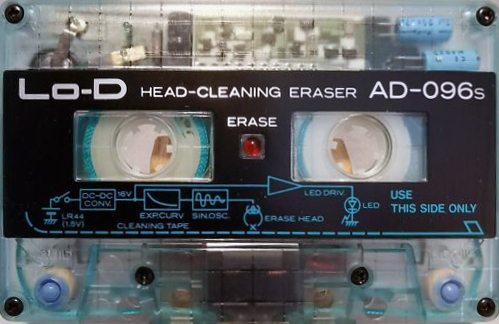 Lo-D HEAD-CLEANING ERASER AD-096s
ERASE
DC-DC CONV.
16V
EXP.CURV
SIN.OSC.
LED DRIV.
LED
ERASE HEAD
LR44 (1.5V)
CLEANING TAPE
USE
THIS SIDE ONLY